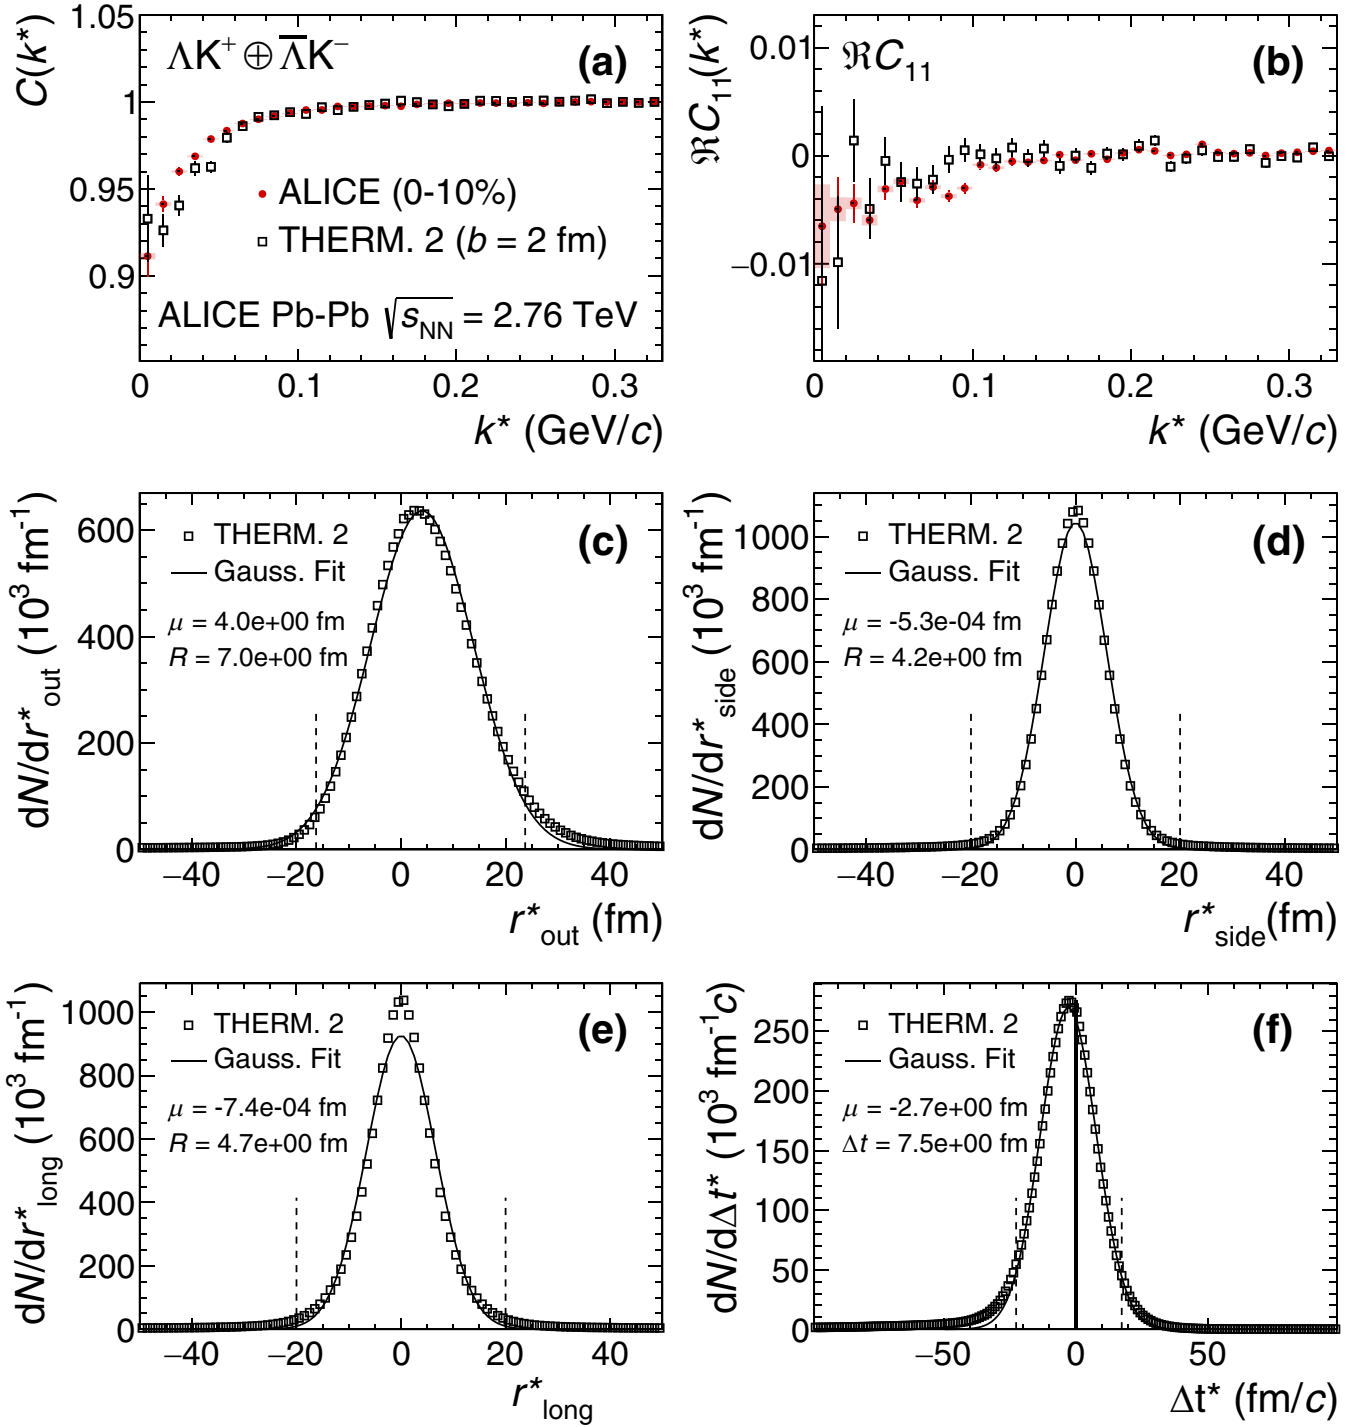 C(k*)
1.05
1
0.95
0.9
ΛK⁺ ⊕ Λ̅K⁻
(a)
ALICE (0-10%)
THERM. 2 (b = 2 fm)
ALICE Pb-Pb √s_NN = 2.76 TeV
0 0.1 0.2 0.3
k* (GeV/c)
ℜC₁₁(k*)
0.01
0
−0.01
ℜC₁₁
(b)
0 0.1 0.2 0.3
k* (GeV/c)
dN/dr*_out (10³ fm⁻¹)
600
400
200
0
THERM. 2
Gauss. Fit
μ = 4.0e+00 fm
R = 7.0e+00 fm
(c)
−40 −20 0 20 40
r*_out (fm)
dN/dr*_side (10³ fm⁻¹)
1000
800
600
400
200
0
THERM. 2
Gauss. Fit
μ = -5.3e-04 fm
R = 4.2e+00 fm
(d)
−40 −20 0 20 40
r*_side(fm)
dN/dr*_long (10³ fm⁻¹)
1000
800
600
400
200
0
THERM. 2
Gauss. Fit
μ = -7.4e-04 fm
R = 4.7e+00 fm
(e)
−40 −20 0 20 40
r*_long
dN/dΔt* (10³ fm⁻¹c)
250
200
150
100
50
0
THERM. 2
Gauss. Fit
μ = -2.7e+00 fm
Δt = 7.5e+00 fm
(f)
−50 0 50
Δt* (fm/c)